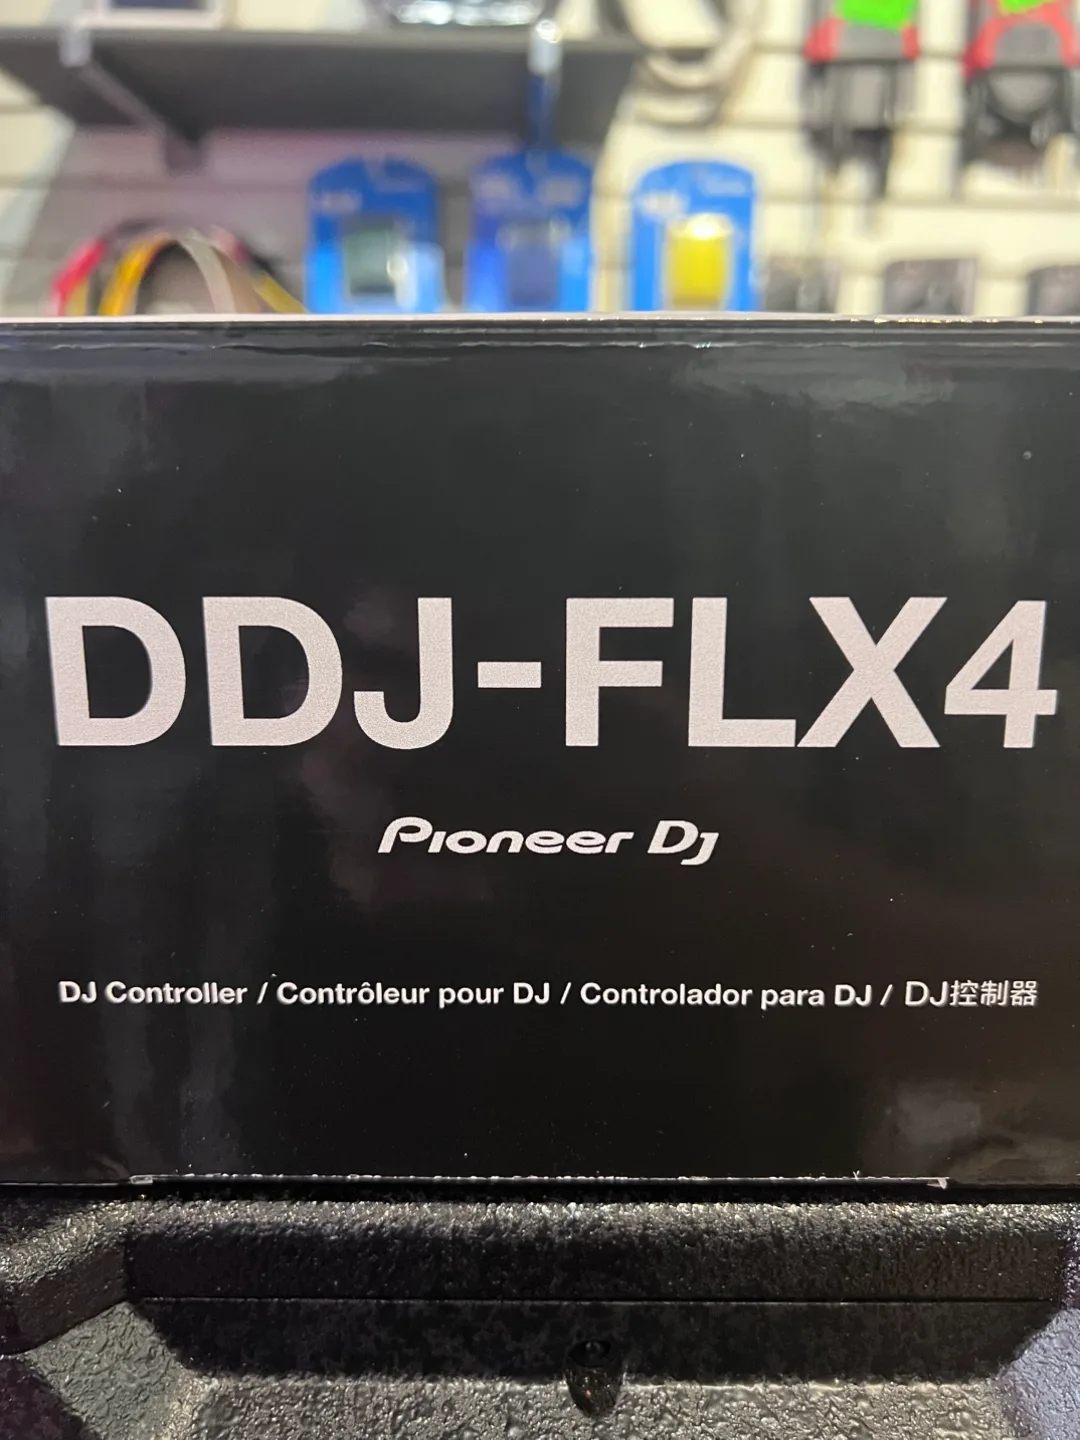 DDJ-FLX4
Pioneer Dj
DJ Controller / Contrôleur pour DJ / Controlador para DJ / DJ控制器